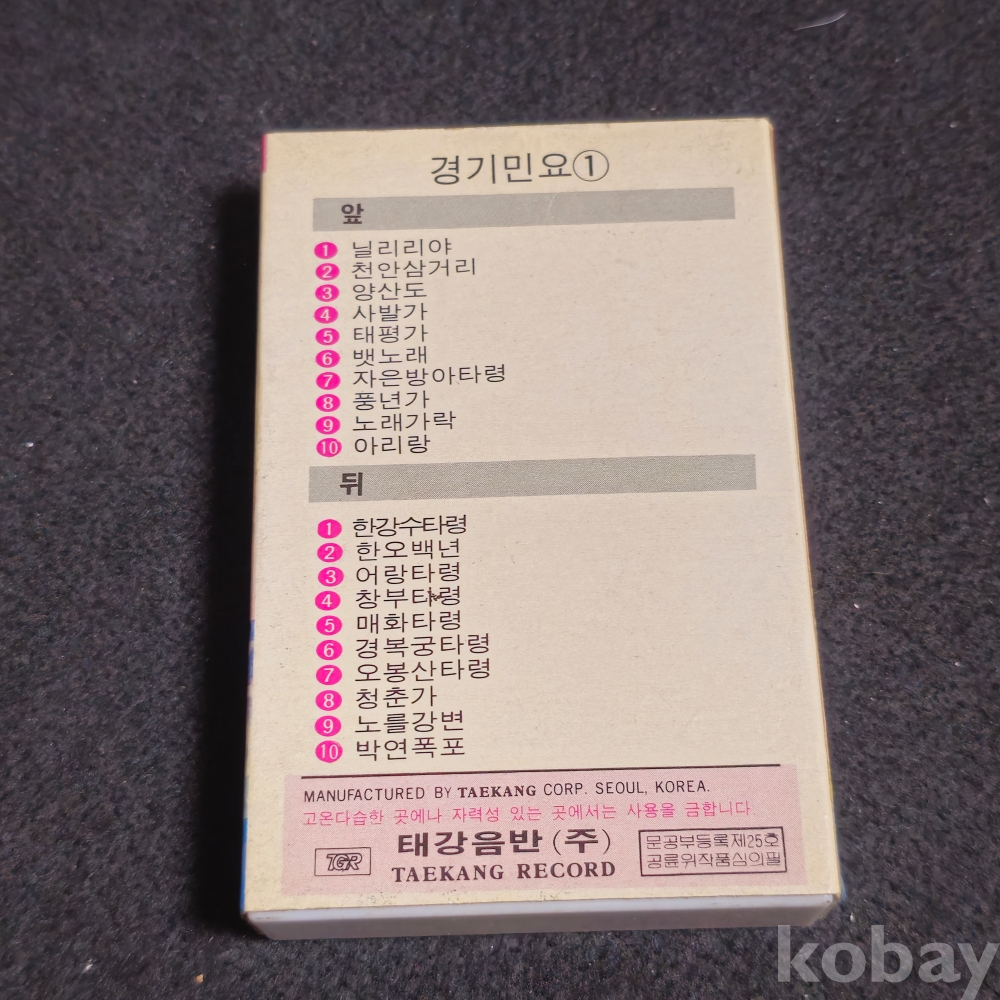 경기민요①
앞
1 닐리리야
2 천안삼거리
3 양산도
4 사발가
5 태평가
6 뱃노래
7 자은방아타령
8 풍년가
9 노래가락
10 아리랑
뒤
1 한강수타령
2 한오백년
3 어랑타령
4 창부타령
5 매화타령
6 경복궁타령
7 오봉산타령
8 청춘가
9 노를강변
10 박연폭포
MANUFACTURED BY TAEKANG CORP. SEOUL, KOREA.
고온다습한 곳에나 자력성 있는 곳에서는 사용을 금합니다.
TGR
태강음반(주)
TAEKANG RECORD
문공부등록제25호
공륜위작품심의필
kobay